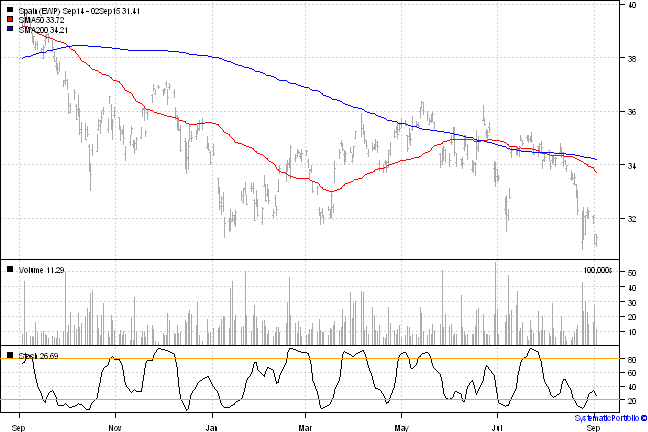 Spain (EWP) Sep14 - 02Sep15 31.41
SMA50 33.72
SMA200 34.21
40
38
36
34
32
Volume 11.29
100,000s
50
40
30
20
10
Stoch 26.69
80
60
40
20
Sep Nov Jan Mar May Jul Sep
SystematicPortfolio ©